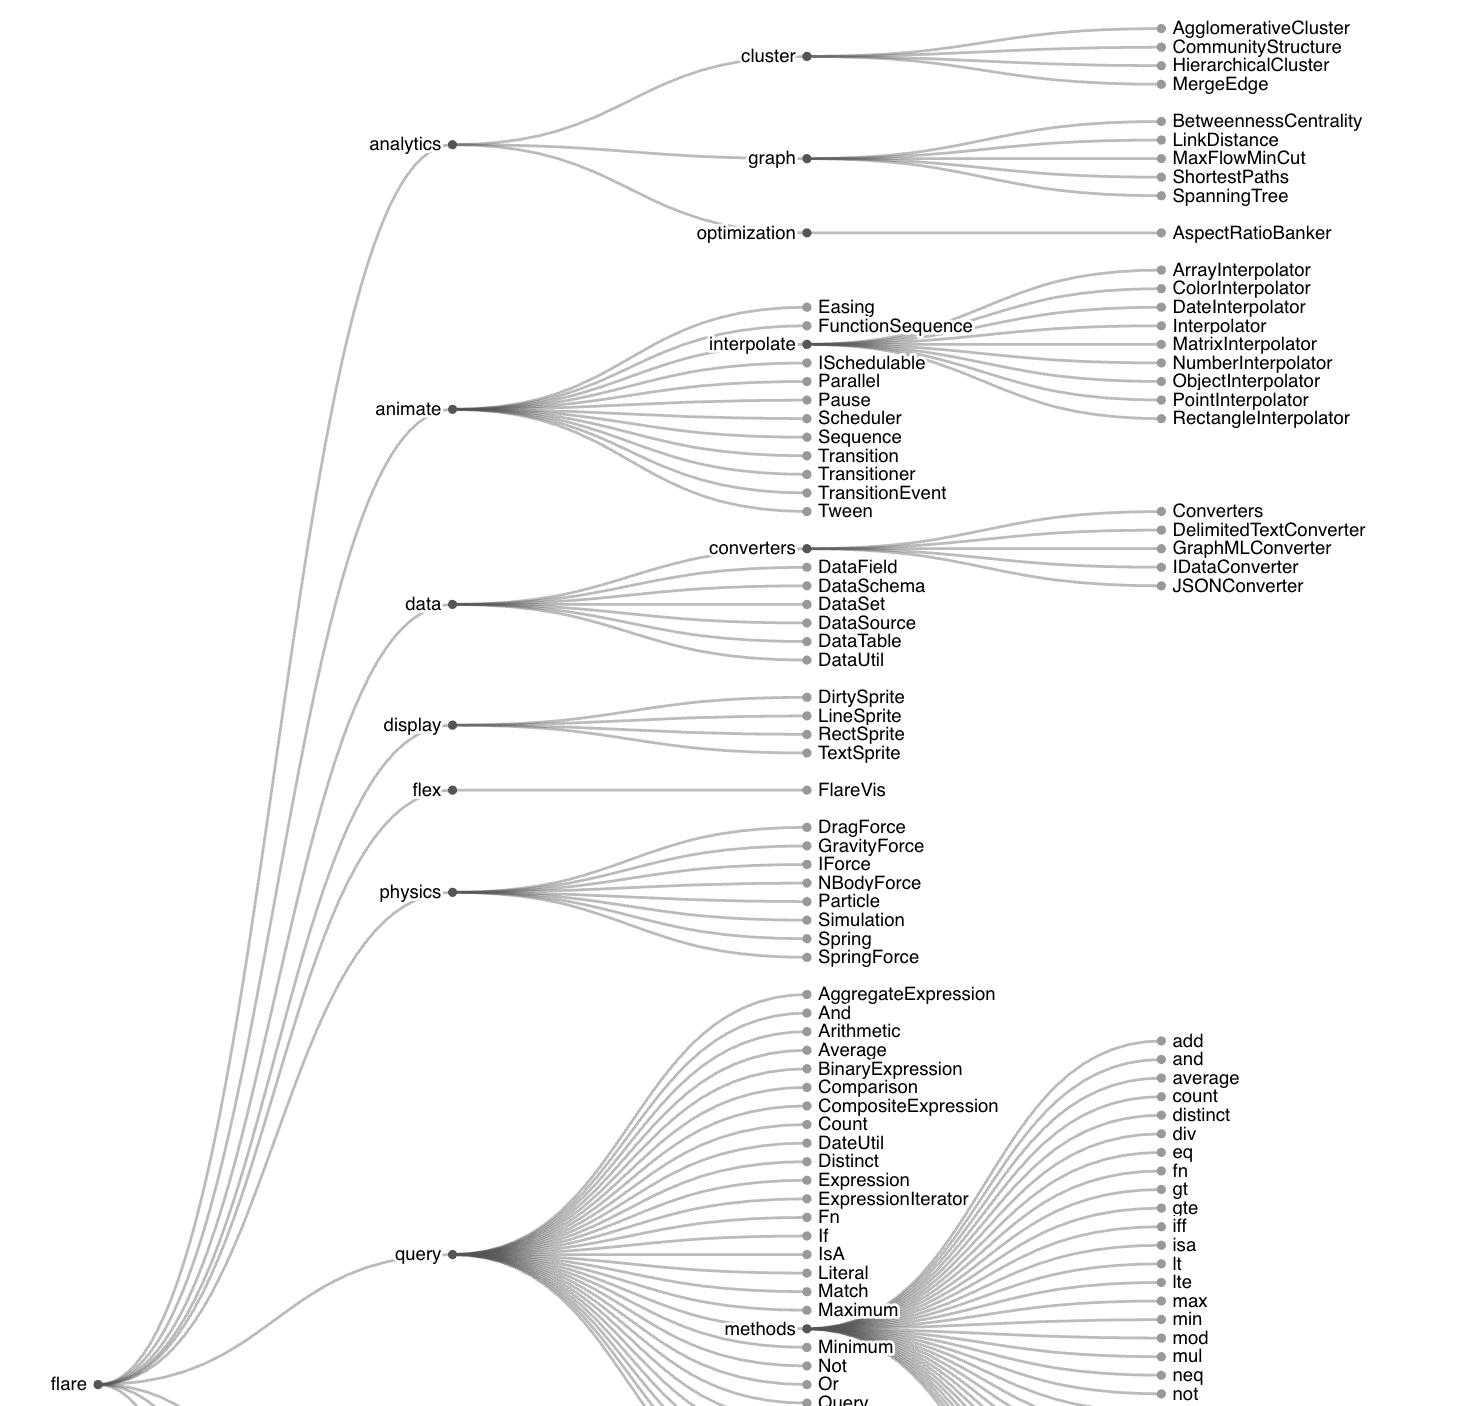 flare
analytics
cluster
AgglomerativeCluster
CommunityStructure
HierarchicalCluster
MergeEdge
graph
BetweennessCentrality
LinkDistance
MaxFlowMinCut
ShortestPaths
SpanningTree
optimization
AspectRatioBanker
animate
Easing
FunctionSequence
interpolate
ArrayInterpolator
ColorInterpolator
DateInterpolator
Interpolator
MatrixInterpolator
NumberInterpolator
ObjectInterpolator
PointInterpolator
RectangleInterpolator
ISchedulable
Parallel
Pause
Scheduler
Sequence
Transition
Transitioner
TransitionEvent
Tween
data
converters
Converters
DelimitedTextConverter
GraphMLConverter
IDataConverter
JSONConverter
DataField
DataSchema
DataSet
DataSource
DataTable
DataUtil
display
DirtySprite
LineSprite
RectSprite
TextSprite
flex
FlareVis
physics
DragForce
GravityForce
IForce
NBodyForce
Particle
Simulation
Spring
SpringForce
query
AggregateExpression
And
Arithmetic
Average
BinaryExpression
Comparison
CompositeExpression
Count
DateUtil
Distinct
Expression
ExpressionIterator
Fn
If
IsA
Literal
Match
Maximum
methods
add
and
average
count
distinct
div
eq
fn
gt
gte
iff
isa
lt
lte
max
min
mod
mul
neq
not
Minimum
Not
Or
Query